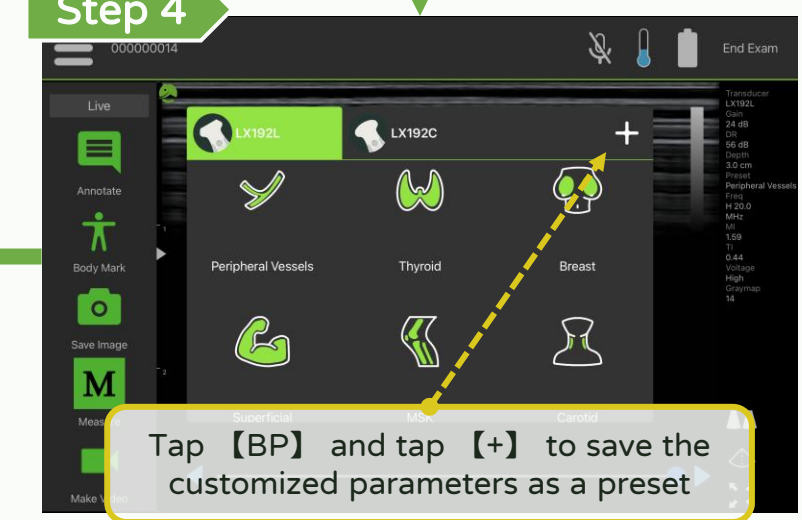 Step 4
000000014
End Exam
Live
Annotate
Body Mark
Save Image
M
Measure
Make Video
LX192L
LX192C
+
Peripheral Vessels
Thyroid
Breast
Superficial
MSK
Carotid
1
2
Transducer
LX192L
Gain
24 dB
DR
56 dB
Depth
3.0 cm
Preset
Peripheral Vessels
Freq
H 20.0
MHz
MI
1.59
TI
0.44
Voltage
High
Graymap
14
Tap 【BP】 and tap 【+】 to save the
customized parameters as a preset